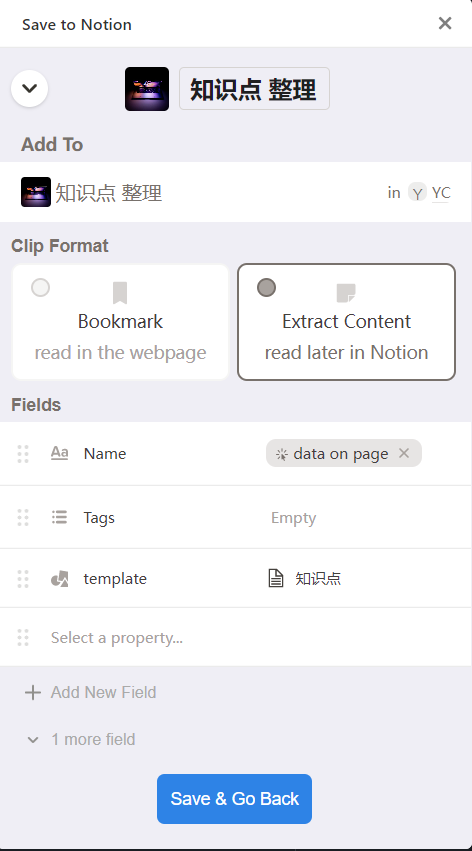 Save to Notion
知识点 整理
Add To
知识点 整理 in Y YC
Clip Format
Bookmark
read in the webpage
Extract Content
read later in Notion
Fields
Aa Name data on page
Tags Empty
template 知识点
Select a property...
Add New Field
1 more field
Save & Go Back